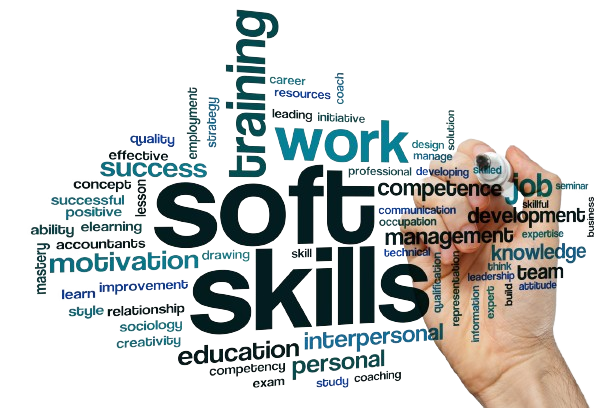 training
career
resources
coach
employment
strategy
leading
initiative
solution
quality
work
design
manage
effective
success
professional
developing
skilled
concept
lesson
soft
competence
job
seminar
successful
positive
communication
skillful
occupation
development
business
ability
elearning
management
expertise
accountants
technical
knowledge
mastery
motivation
drawing
skill
think
leadership
team
skills
qualification
representation
information
expert
build
attitude
learn
improvement
style
relationship
sociology
creativity
interpersonal
education
personal
competency
exam
study
coaching